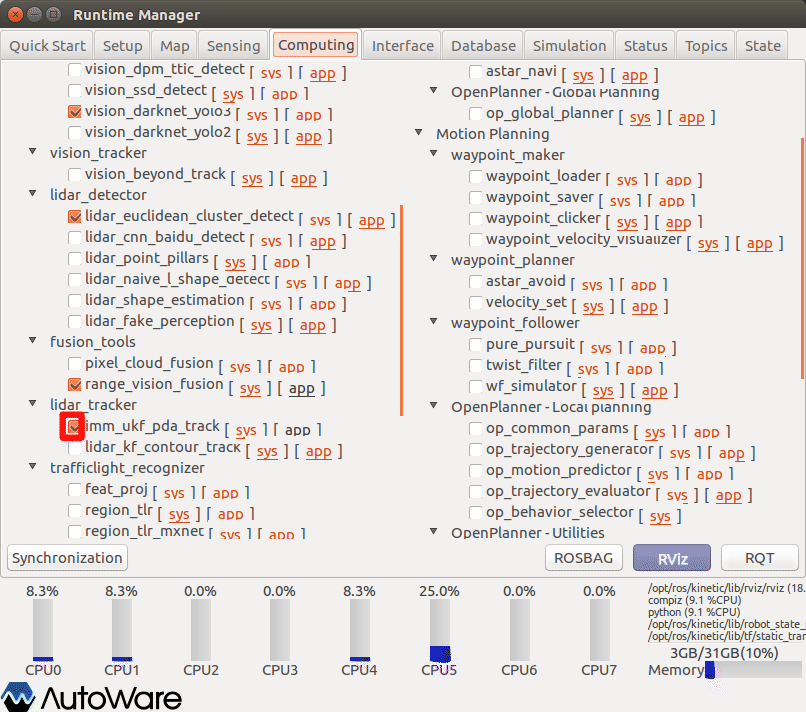 Runtime Manager
Quick Start Setup Map Sensing Computing Interface Database Simulation Status Topics State
vision_dpm_ttic_detect [ sys ] [ app ]
vision_ssd_detect [ sys ] [ app ]
vision_darknet_yolo3 [ sys ] [ app ]
vision_darknet_yolo2 [ sys ] [ app ]
vision_tracker
vision_beyond_track [ sys ] [ app ]
lidar_detector
lidar_euclidean_cluster_detect [ sys ] [ app ]
lidar_cnn_baidu_detect [ sys ] [ app ]
lidar_point_pillars [ sys ] [ app ]
lidar_naive_l_shape_detect [ sys ] [ app ]
lidar_shape_estimation [ sys ] [ app ]
lidar_fake_perception [ sys ] [ app ]
fusion_tools
pixel_cloud_fusion [ sys ] [ app ]
range_vision_fusion [ sys ] [ app ]
lidar_tracker
imm_ukf_pda_track [ sys ] [ app ]
lidar_kf_contour_track [ sys ] [ app ]
trafficlight_recognizer
feat_proj [ sys ] [ app ]
region_tlr [ sys ] [ app ]
region_tlr_mxnet [ sys ] [ app ]
astar_navi [ sys ] [ app ]
OpenPlanner - Global Planning
op_global_planner [ sys ] [ app ]
Motion Planning
waypoint_maker
waypoint_loader [ sys ] [ app ]
waypoint_saver [ sys ] [ app ]
waypoint_clicker [ sys ] [ app ]
waypoint_velocity_visualizer [ sys ] [ app ]
waypoint_planner
astar_avoid [ sys ] [ app ]
velocity_set [ sys ] [ app ]
waypoint_follower
pure_pursuit [ sys ] [ app ]
twist_filter [ sys ] [ app ]
wf_simulator [ sys ] [ app ]
OpenPlanner - Local planning
op_common_params [ sys ] [ app ]
op_trajectory_generator [ sys ] [ app ]
op_motion_predictor [ sys ] [ app ]
op_trajectory_evaluator [ sys ] [ app ]
op_behavior_selector [ sys ]
OpenPlanner - Utilities
Synchronization ROSBAG RViz RQT
8.3% 8.3% 0.0% 0.0% 8.3% 25.0% 0.0% 0.0%
CPU0 CPU1 CPU2 CPU3 CPU4 CPU5 CPU6 CPU7
/opt/ros/kinetic/lib/rviz/rviz (18.
compiz (9.1 %CPU)
python (9.1 %CPU)
/opt/ros/kinetic/lib/robot_state_
/opt/ros/kinetic/lib/tf/static_tran
3GB/31GB(10%)
Memory
AutoWare